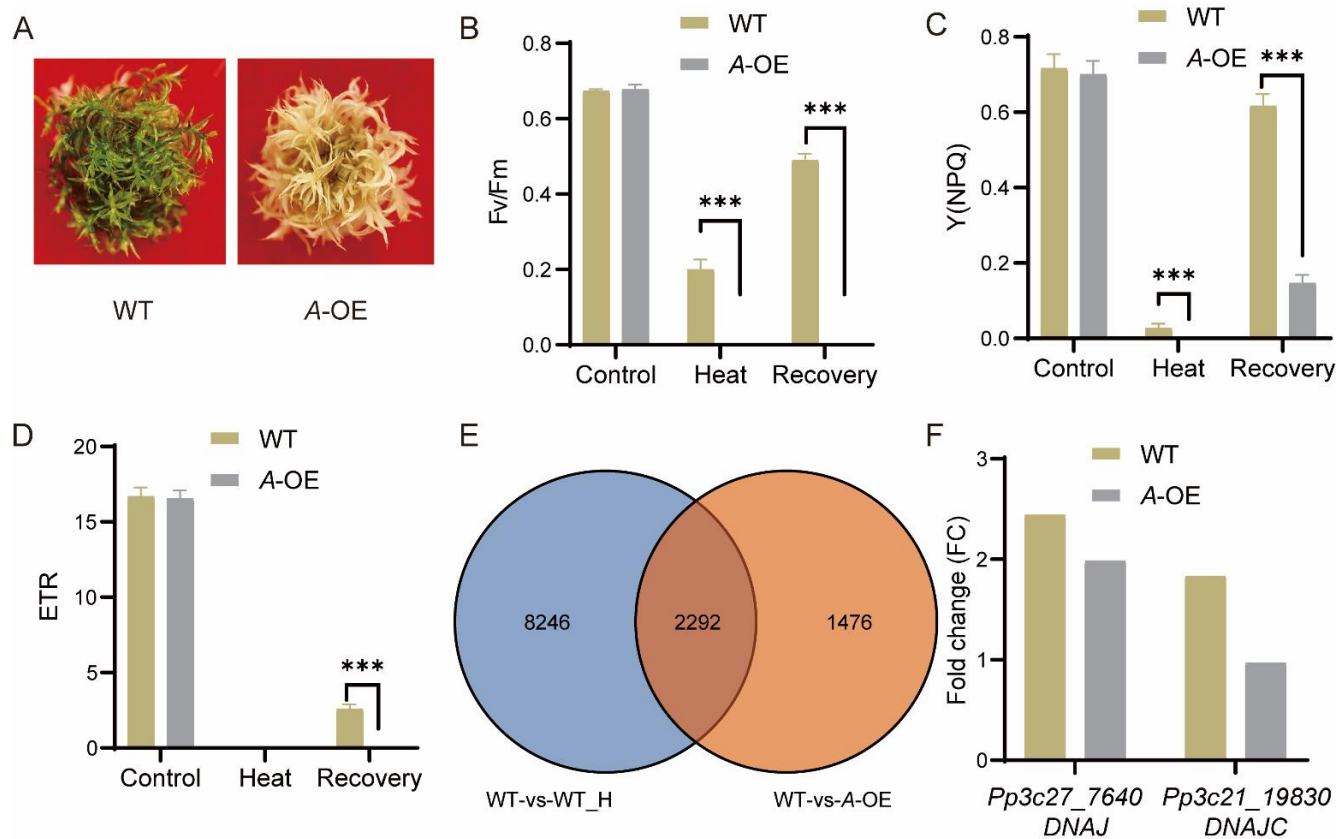 A
WT
A-OE
B
WT
A-OE
Fv/Fm
0.8
0.6
0.4
0.2
0.0
***
***
Control
Heat
Recovery
C
WT
A-OE
Y(NPQ)
0.8
0.6
0.4
0.2
0.0
***
***
Control
Heat
Recovery
D
WT
A-OE
ETR
20
15
10
5
0
***
Control
Heat
Recovery
E
8246
2292
1476
WT-vs-WT_H
WT-vs-A-OE
F
WT
A-OE
Fold change (FC)
3
2
1
0
Pp3c27_7640
DNAJ
Pp3c21_19830
DNAJC